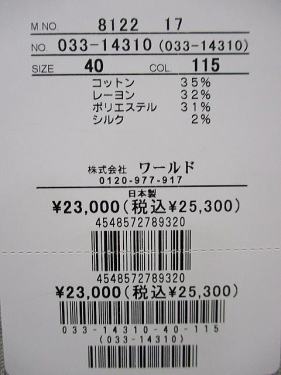 M NO. 8122 17
NO. 033-14310 (033-14310)
SIZE 40 COL. 115
コットン 35%
レーヨン 32%
ポリエステル 31%
シルク 2%
株式会社 ワールド
0120-977-917
日本製
¥23,000(税込¥25,300)
4548572789320
4548572789320
¥23,000(税込¥25,300)
033-14310-40-115
(033-14310)